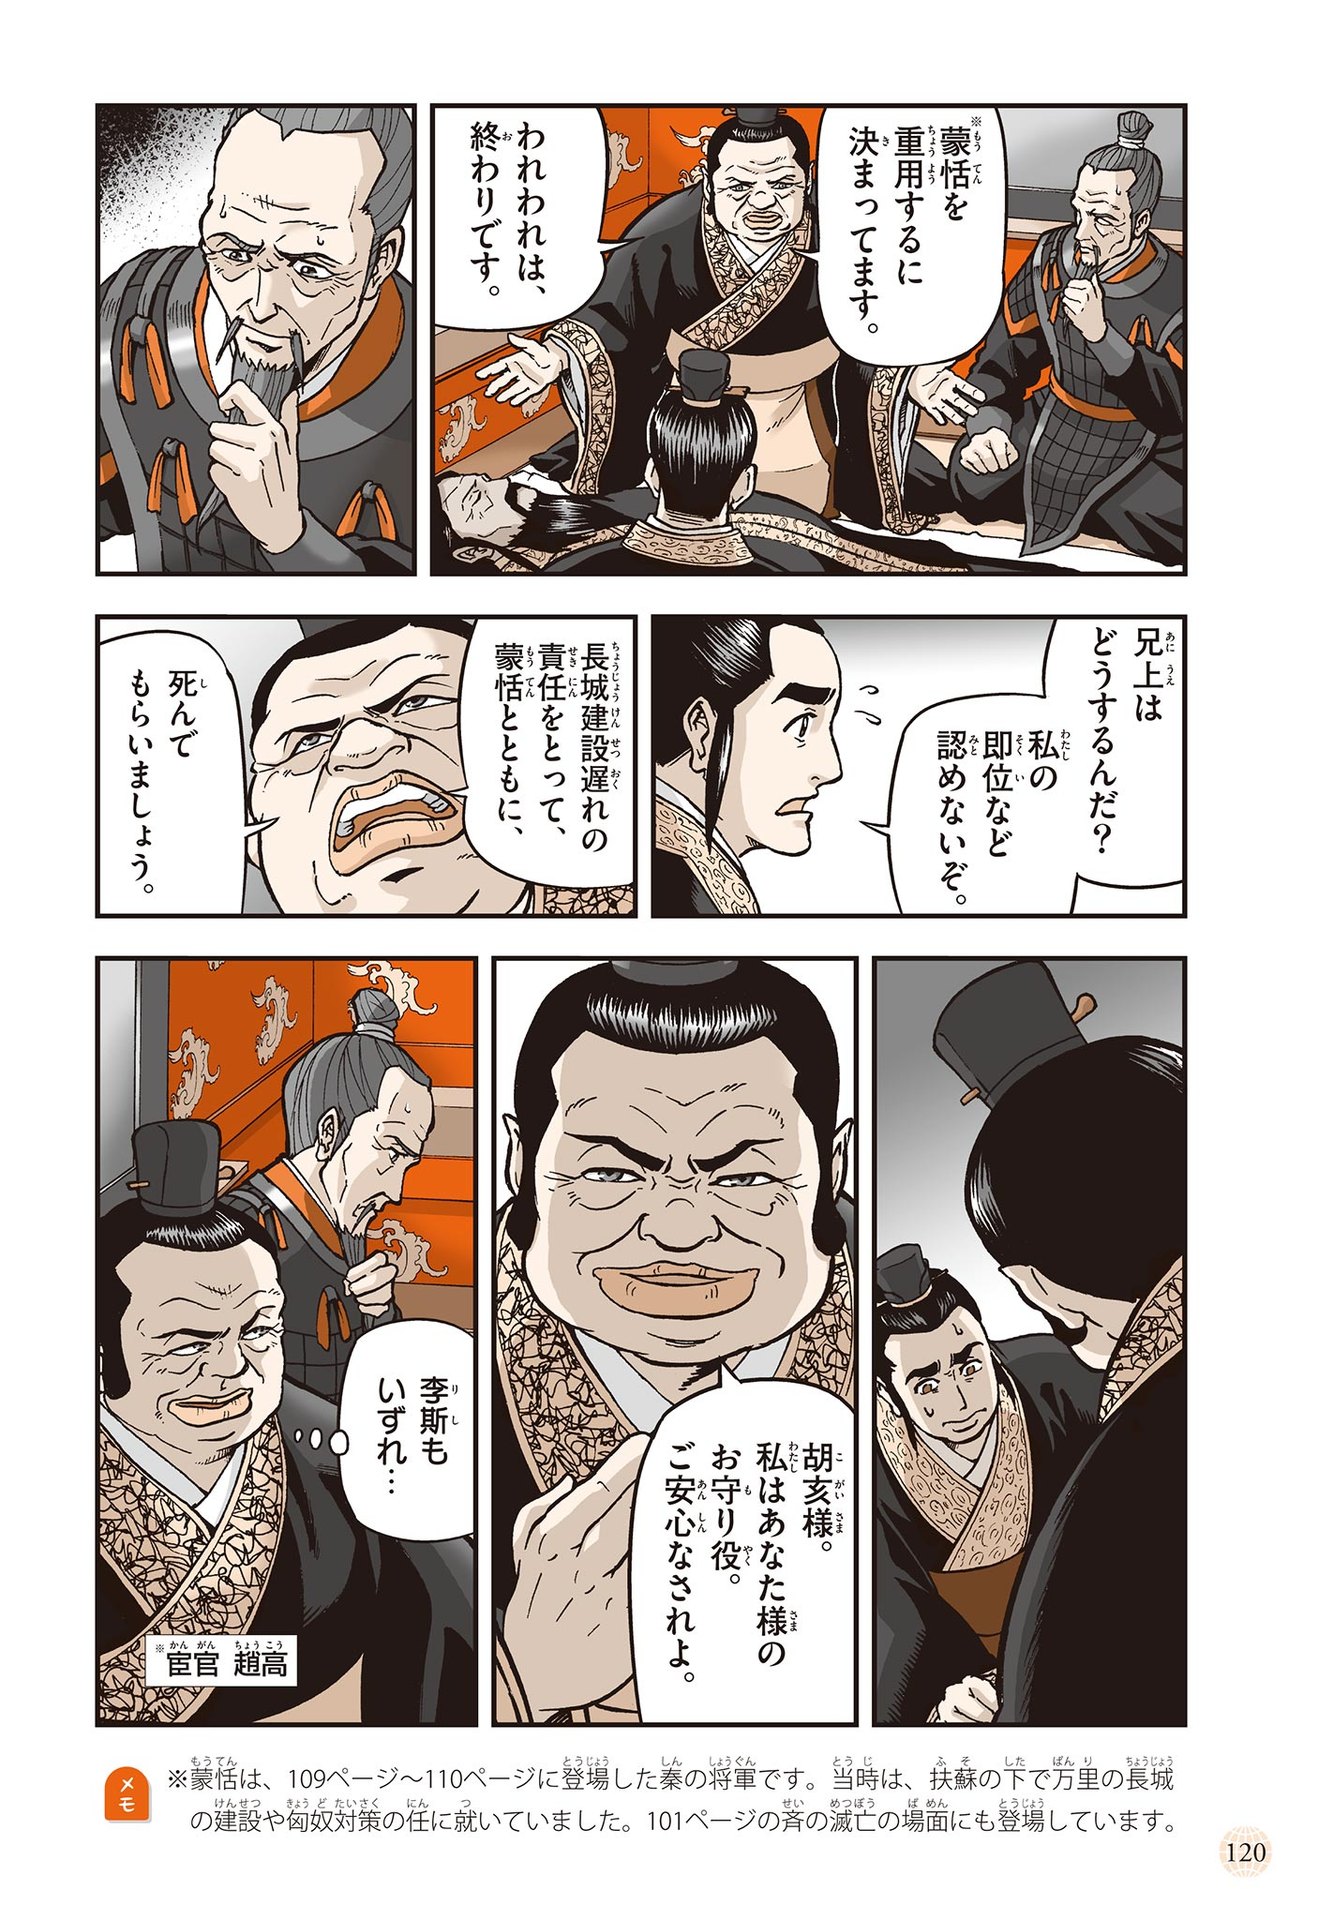 ※蒙恬を
重用するに
決まってます。
われわれは、
終わりです。
兄上は
どうするんだ？
私の
即位など
認めないぞ。
長城建設遅れの
責任をとって、
蒙恬とともに、
死んで
もらいましょう。
胡亥様。
私はあなた様の
お守り役。
ご安心なされよ。
李斯も
いずれ…
※宦官 趙高
メモ
※蒙恬は、109ページ～110ページに登場した秦の将軍です。当時は、扶蘇の下で万里の長城
の建設や匈奴対策の任に就いていました。101ページの斉の滅亡の場面にも登場しています。
120